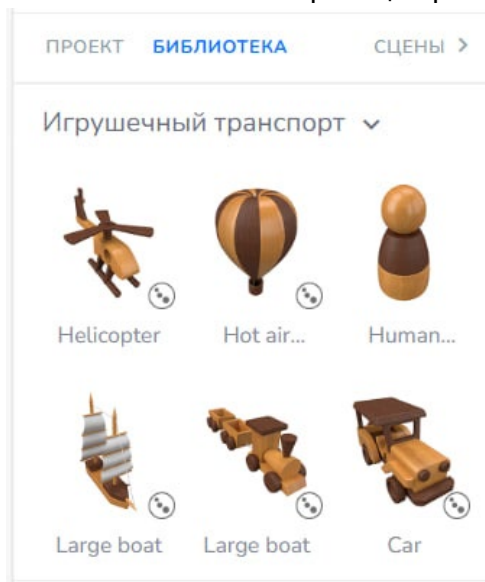 ПРОЕКТ БИБЛИОТЕКА СЦЕНЫ >
Игрушечный транспорт
Helicopter Hot air... Human...
Large boat Large boat Car